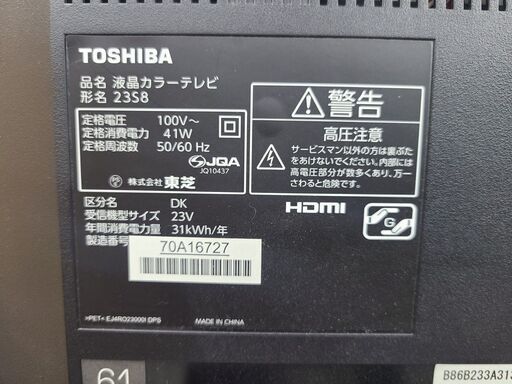 TOSHIBA
品名 液晶カラーテレビ
形名 23S8
定格電圧 100V～
定格消費電力 41W
定格周波数 50/60 Hz
JQA
JQ10437
株式会社 東芝
区分名 DK
受信機型サイズ 23V
年間消費電力量 31kWh/年
製造番号
70A16727
警告
高圧注意
サービスマン以外の方は裏ぶた
をあけないでください。内部には
高電圧部分が数多くあり、万一
さわると危険です。
HDMI
G
>PET< EJ4RO23000I DPS
MADE IN CHINA
61
B86B233A313